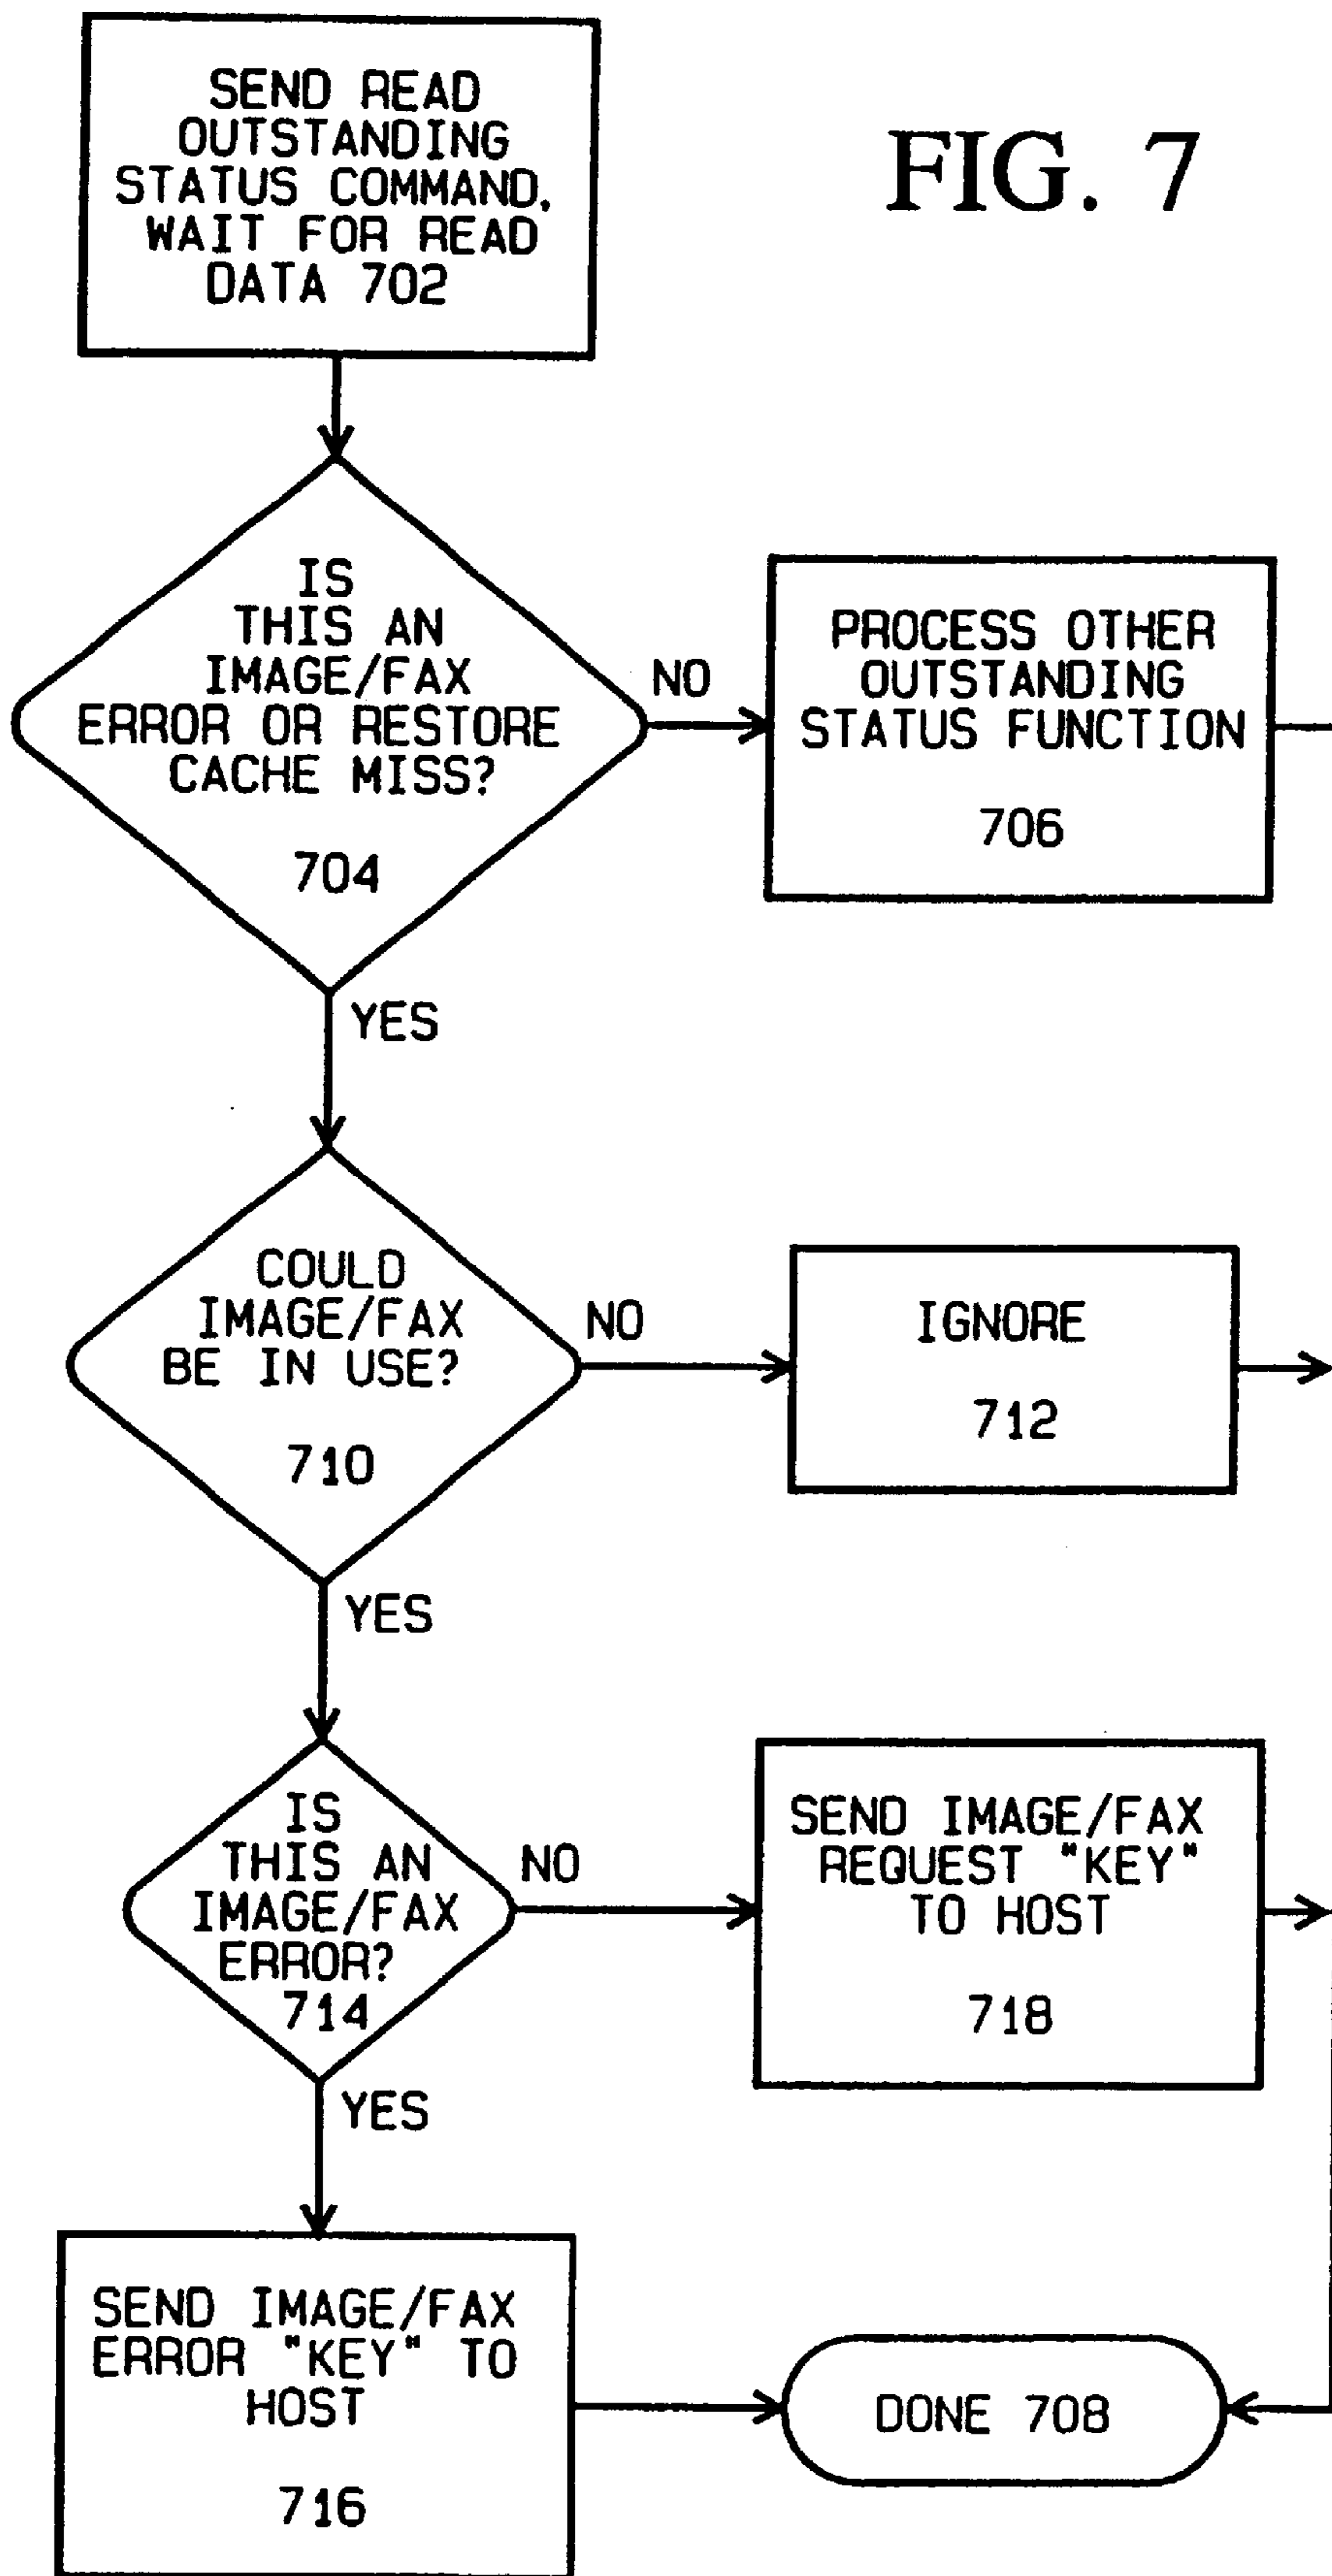 FIG. 7
SEND READ
OUTSTANDING
STATUS COMMAND,
WAIT FOR READ
DATA 702
IS
THIS AN
IMAGE/FAX
ERROR OR RESTORE
CACHE MISS?
704
NO
PROCESS OTHER
OUTSTANDING
STATUS FUNCTION
706
YES
COULD
IMAGE/FAX
BE IN USE?
710
NO
IGNORE
712
YES
IS
THIS AN
IMAGE/FAX
ERROR?
714
NO
SEND IMAGE/FAX
REQUEST "KEY"
TO HOST
718
YES
SEND IMAGE/FAX
ERROR "KEY" TO
HOST
716
DONE 708